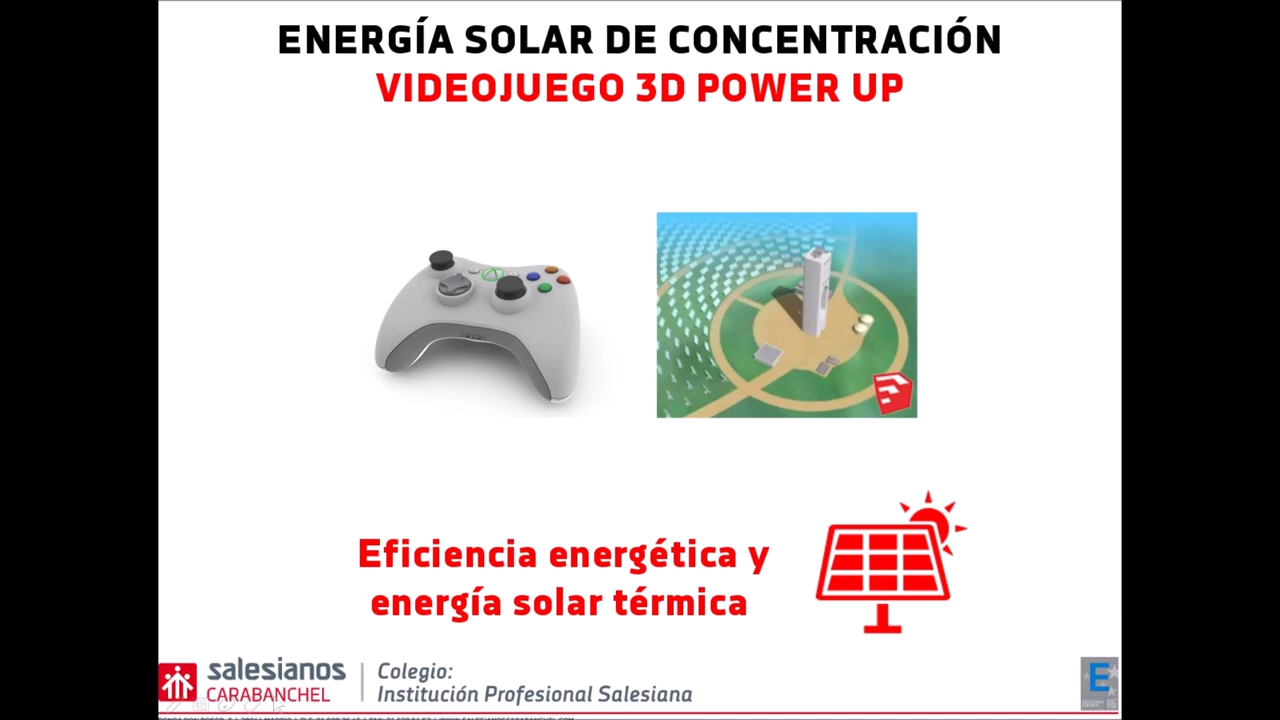 ENERGÍA SOLAR DE CONCENTRACIÓN
VIDEOJUEGO 3D POWER UP
Eficiencia energética y
energía solar térmica
salesianos
CARABANCHEL
Colegio:
Institución Profesional Salesiana
E